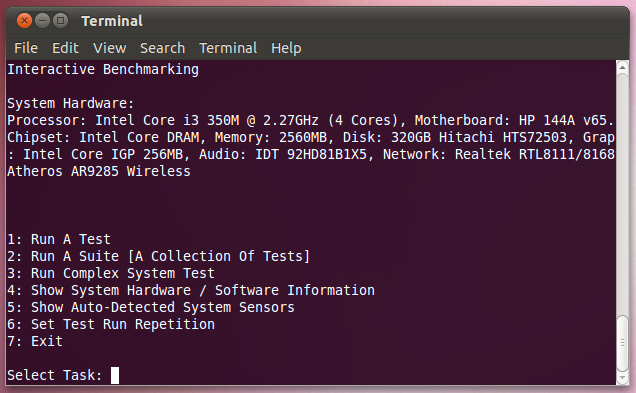 Terminal
File Edit View Search Terminal Help
Interactive Benchmarking
System Hardware:
Processor: Intel Core i3 350M @ 2.27GHz (4 Cores), Motherboard: HP 144A v65.
Chipset: Intel Core DRAM, Memory: 2560MB, Disk: 320GB Hitachi HTS72503, Grap
: Intel Core IGP 256MB, Audio: IDT 92HD81B1X5, Network: Realtek RTL8111/8168
Atheros AR9285 Wireless
1: Run A Test
2: Run A Suite [A Collection Of Tests]
3: Run Complex System Test
4: Show System Hardware / Software Information
5: Show Auto-Detected System Sensors
6: Set Test Run Repetition
7: Exit
Select Task: